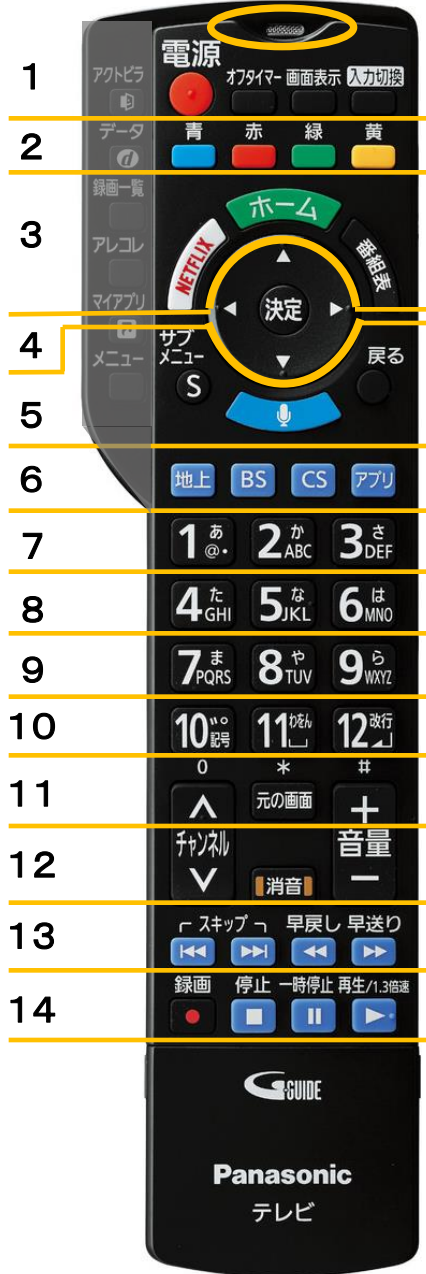 1
電源
アクトビラ
オフタイマー 画面表示 入力切換
データ
2
青 赤 緑 黄
d
録画一覧
3
ホーム
アレコレ
NETFLIX
番組表
マイアプリ
決定
4
サブ
メニュー
戻る
メニュー
S
5
6
地上 BS CS アプリ
7
1 あ @. 2 か ABC 3 さ DEF
8
4 た GHI 5 な JKL 6 は MNO
9
7 ま PQRS 8 や TUV 9 ら WXYZ
10
10 ゛゜ 記号 11 わをん 12 改行
0 * #
11
元の画面
+
12
チャンネル
音量
消音
−
13
スキップ 早戻し 早送り
14
録画 停止 一時停止 再生/1.3倍速
G-GUIDE
Panasonic
テレビ